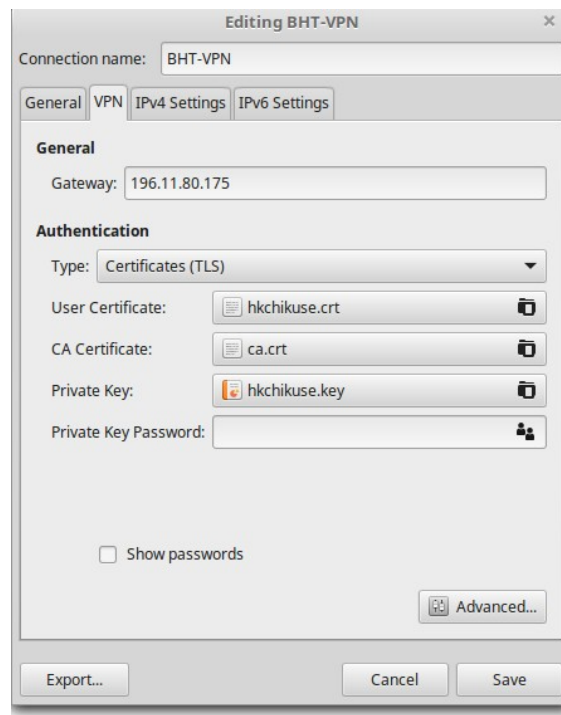 Editing BHT-VPN
Connection name: BHT-VPN
General VPN IPv4 Settings IPv6 Settings
General
Gateway: 196.11.80.175
Authentication
Type: Certificates (TLS)
User Certificate: hkchikuse.crt
CA Certificate: ca.crt
Private Key: hkchikuse.key
Private Key Password:
Show passwords
Advanced...
Export... Cancel Save